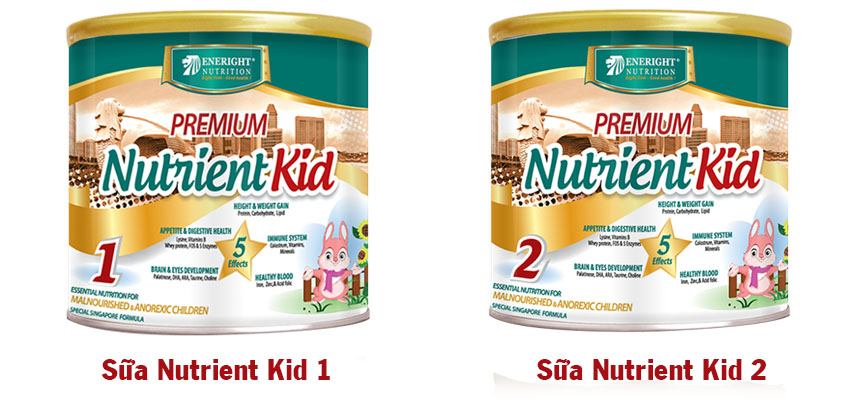 ENERIGHT®
NUTRITION
PREMIUM
Nutrient Kid
HEIGHT & WEIGHT GAIN
Protein, Carbohydrate, Lipid
APPETITE & DIGESTIVE HEALTH
Lysine, Vitamins B
Whey protein, FOS & 5 Enzymes
5
Effects
IMMUNE SYSTEM
Colostrum, Vitamins,
Minerals
BRAIN & EYES DEVELOPMENT
Palatinose, DHA, ARA, Taurine, Choline
HEALTHY BLOOD
Iron, Zinc, & Acid folic
1
ESSENTIAL NUTRITION FOR
MALNOURISHED & ANOREXIC CHILDREN
SPECIAL SINGAPORE FORMULA
Sữa Nutrient Kid 1
ENERIGHT®
NUTRITION
PREMIUM
Nutrient Kid
HEIGHT & WEIGHT GAIN
Protein, Carbohydrate, Lipid
APPETITE & DIGESTIVE HEALTH
Lysine, Vitamins B
Whey protein, FOS & 5 Enzymes
5
Effects
IMMUNE SYSTEM
Colostrum, Vitamins,
Minerals
BRAIN & EYES DEVELOPMENT
Palatinose, DHA, ARA, Taurine, Choline
HEALTHY BLOOD
Iron, Zinc, & Acid folic
2
ESSENTIAL NUTRITION FOR
MALNOURISHED & ANOREXIC CHILDREN
SPECIAL SINGAPORE FORMULA
Sữa Nutrient Kid 2